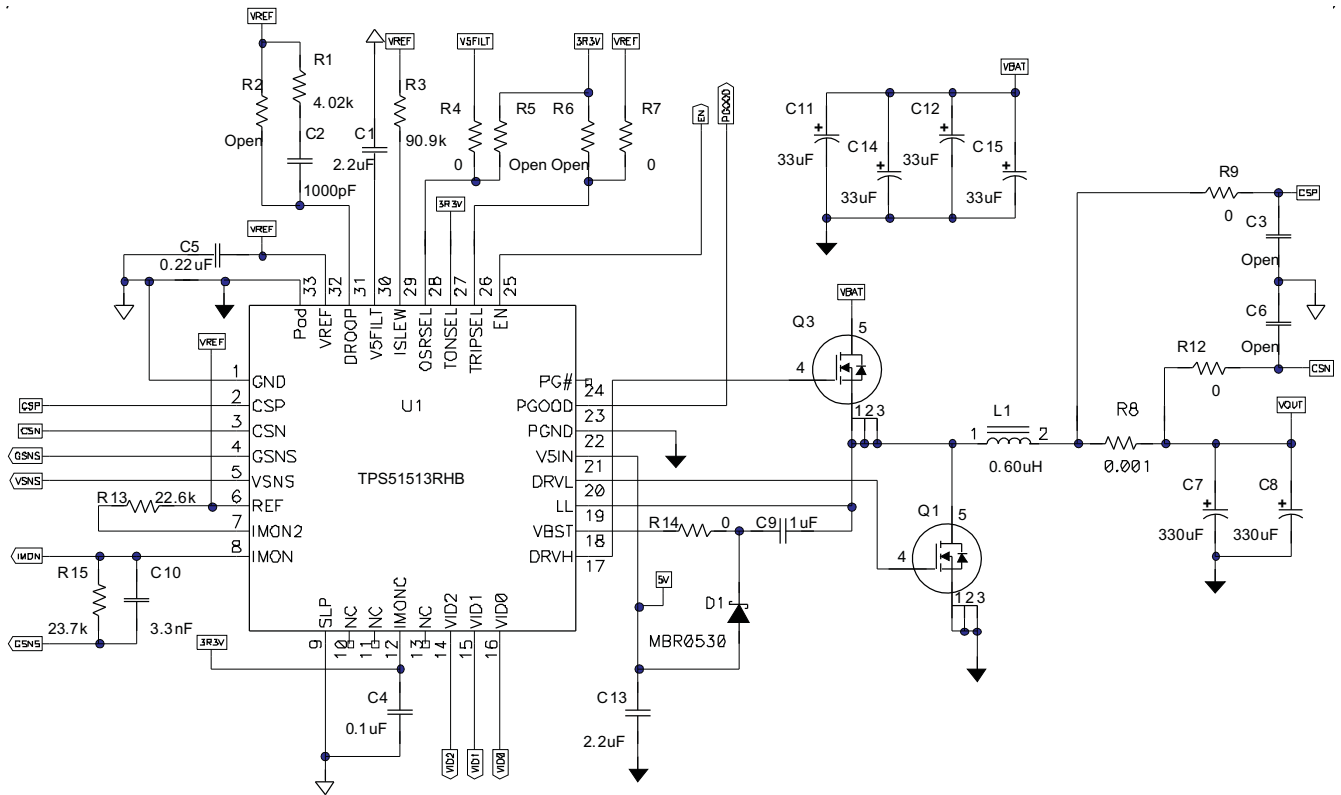 VREF
R1
R2
4.02k
C2
Open
1000pF
VREF
R3
C1
90.9k
2.2uF
V5FILT
3R3V
VREF
R4
R5
R6
R7
0
Open
Open
0
3R3V
EN
PGOOD
VBAT
C11
C12
33uF
C14
33uF
C15
33uF
33uF
R9
0
CSP
C3
Open
C6
Open
R12
0
CSN
VREF
C5
0.22uF
33
32
31
30
29
28
27
26
25
Pad
VREF
DROOP
V5FILT
ISLEW
OSRSEL
TONSEL
TRIPSEL
EN
VREF
1
GND
CSP
2
CSP
CSN
3
CSN
GSNS
4
GSNS
VSNS
5
VSNS
R13
22.6k
6
REF
7
IMON2
IMON
8
IMON
U1
TPS51513RHB
PG#
24
PGOOD
23
PGND
22
V5IN
21
DRVL
20
LL
19
VBST
18
DRVH
17
VBAT
Q3
5
4
1 2 3
L1
1
2
0.60uH
R8
0.001
VOUT
C7
C8
330uF
330uF
R14
0
C9
1uF
Q1
5
4
1 2 3
5V
D1
MBR0530
C13
2.2uF
R15
C10
23.7k
3.3nF
GSNS
3R3V
SLP
NC
NC
IMONC
NC
VID2
VID1
VID0
9
10
11
12
13
14
15
16
C4
0.1uF
VID2
VID1
VID0